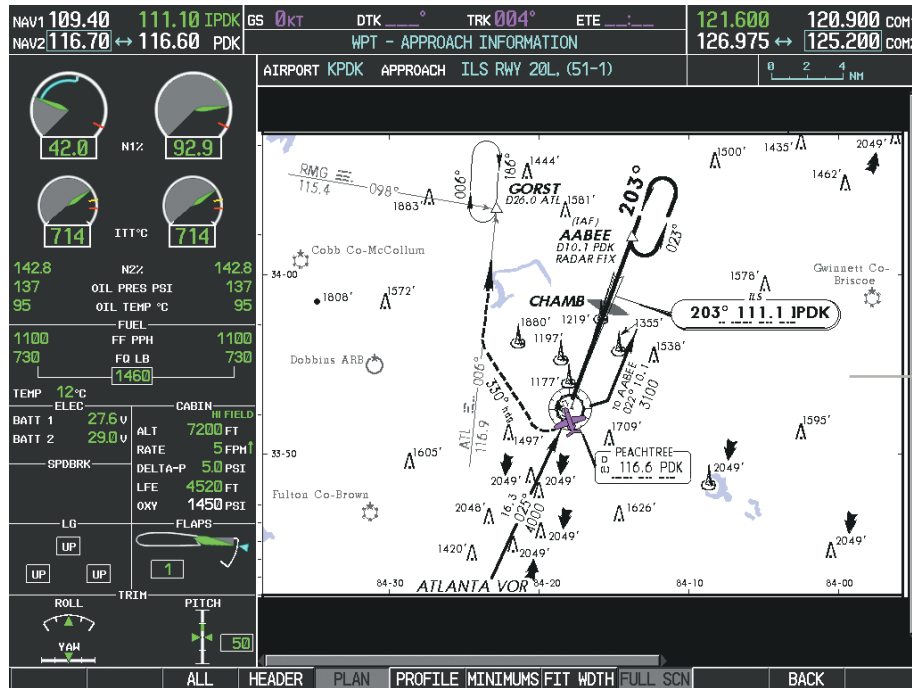 NAV1 109.40 111.10 IPDK
NAV2 116.70 ↔ 116.60 PDK
GS 0KT DTK ___° TRK 004° ETE __:__
WPT - APPROACH INFORMATION
121.600 120.900 COM1
126.975 ↔ 125.200 COM2
AIRPORT KPDK APPROACH ILS RWY 20L, (51-1)
0 2 4 NM
42.0 N1% 92.9
714 ITT°C 714
142.8 N2% 142.8
137 OIL PRES PSI 137
95 OIL TEMP °C 95
FUEL
1100 FF PPH 1100
730 FQ LB 730
1460
TEMP 12°C
ELEC
BATT 1 27.6 V
BATT 2 29.0 V
SPDBRK
CABIN
HI FIELD
ALT 7200 FT
RATE 5 FPM↑
DELTA-P 5.0 PSI
LFE 4520 FT
OXY 1450 PSI
LG
UP
UP UP
FLAPS
1
TRIM
ROLL
YAW
PITCH
50
RMG
115.4
098°
1883'
006°
186°
1444'
GORST
D26.0 ATL
1581'
(IAF)
AABEE
D10.1 PDK
RADAR FIX
203°
023°
1500'
1435'
2049'
1462'
Cobb Co-McCollum
34-00
1808'
1572'
CHAMB
1219'
1880'
1197'
1177'
1355'
1538'
1578'
Gwinnett Co-
Briscoe
ILS
203° 111.1 IPDK
Dobbins ARB
330° hdg
006°
ATL
116.9
TO AABEE
022° 10.1
3100
33-50
1605'
1497'
1709'
PEACHTREE
D
(L)
116.6 PDK
1595'
2049'
2049'
2049'
2049'
Fulton Co-Brown
2048'
16.3
025°
4000
1626'
2049'
1420'
2049'
2049'
ATLANTA VOR
84-30 84-20 84-10 84-00
ALL HEADER PLAN PROFILE MINIMUMS FIT WDTH FULL SCN BACK